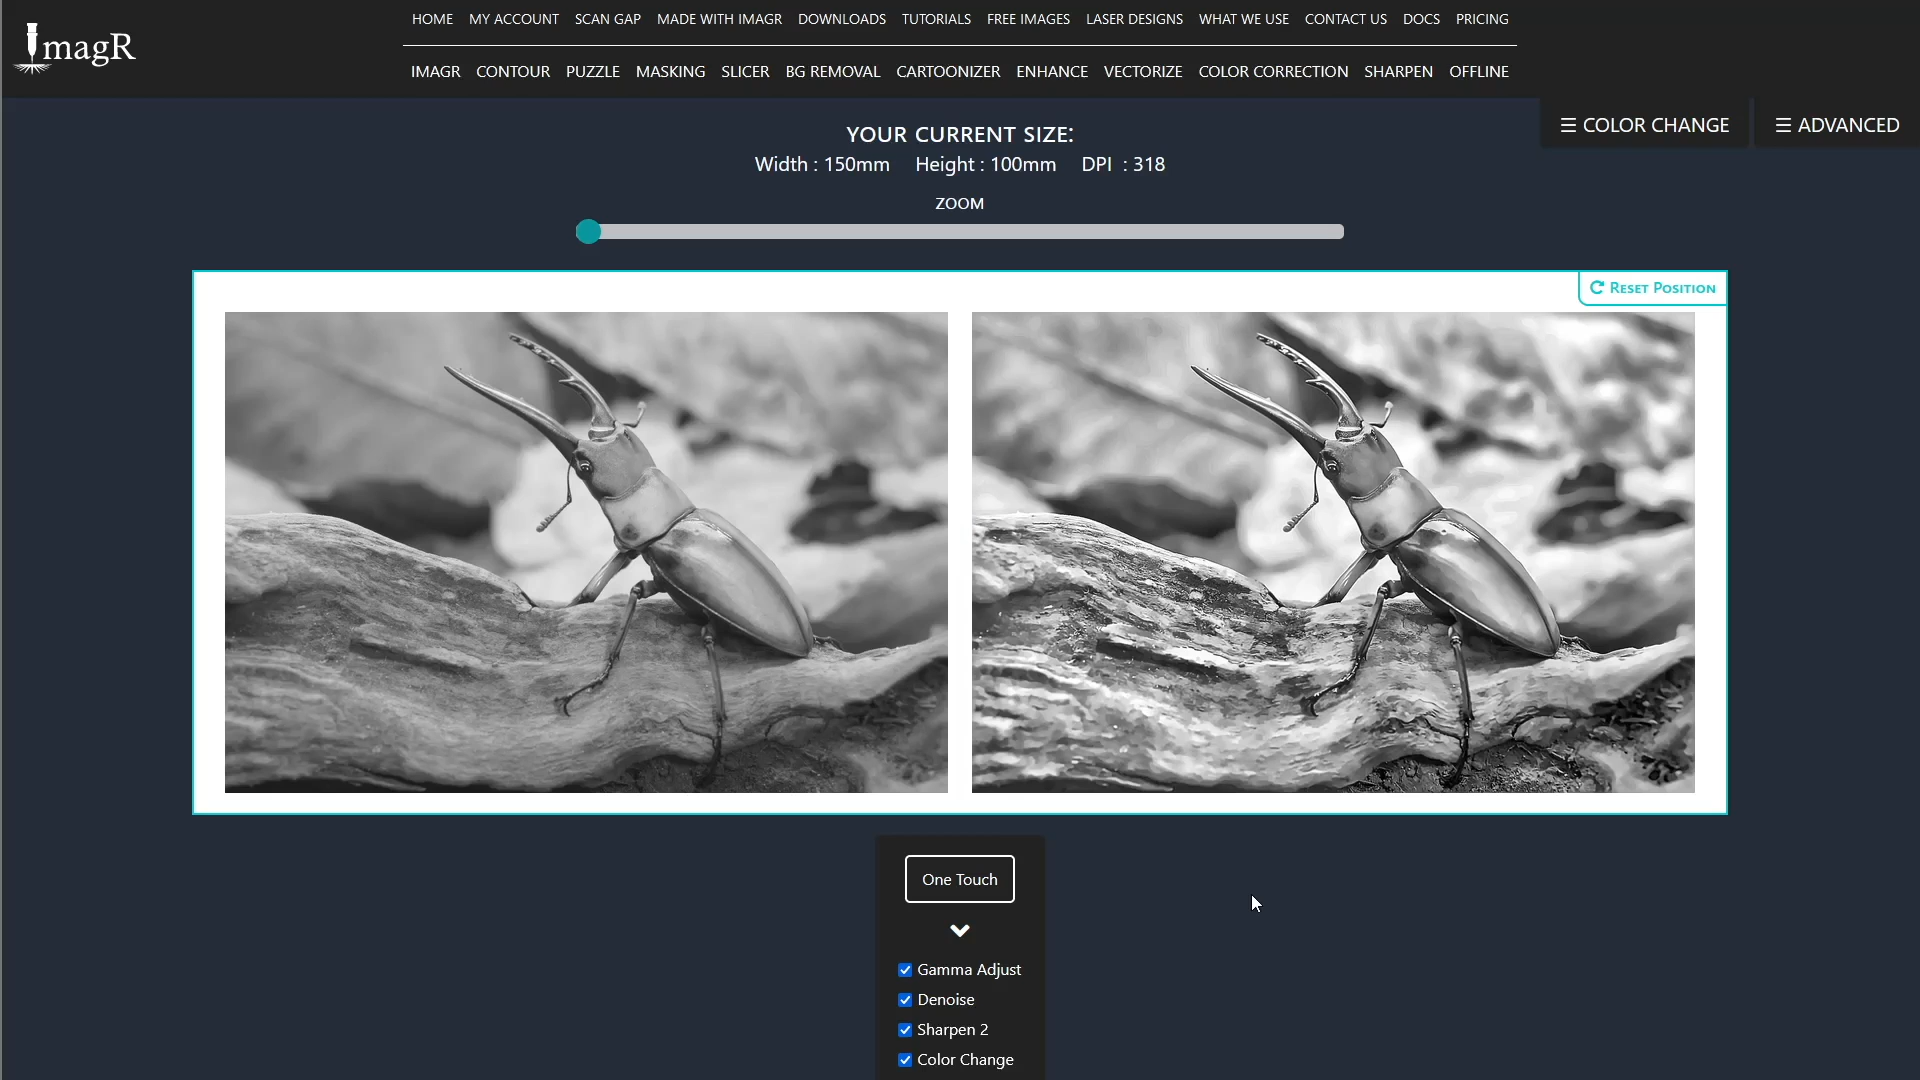 ImagR
HOME MY ACCOUNT SCAN GAP MADE WITH IMAGR DOWNLOADS TUTORIALS FREE IMAGES LASER DESIGNS WHAT WE USE CONTACT US DOCS PRICING
IMAGR CONTOUR PUZZLE MASKING SLICER BG REMOVAL CARTOONIZER ENHANCE VECTORIZE COLOR CORRECTION SHARPEN OFFLINE
☰ COLOR CHANGE ☰ ADVANCED
YOUR CURRENT SIZE:
Width : 150mm Height : 100mm DPI : 318
ZOOM
RESET POSITION
One Touch
Gamma Adjust
Denoise
Sharpen 2
Color Change